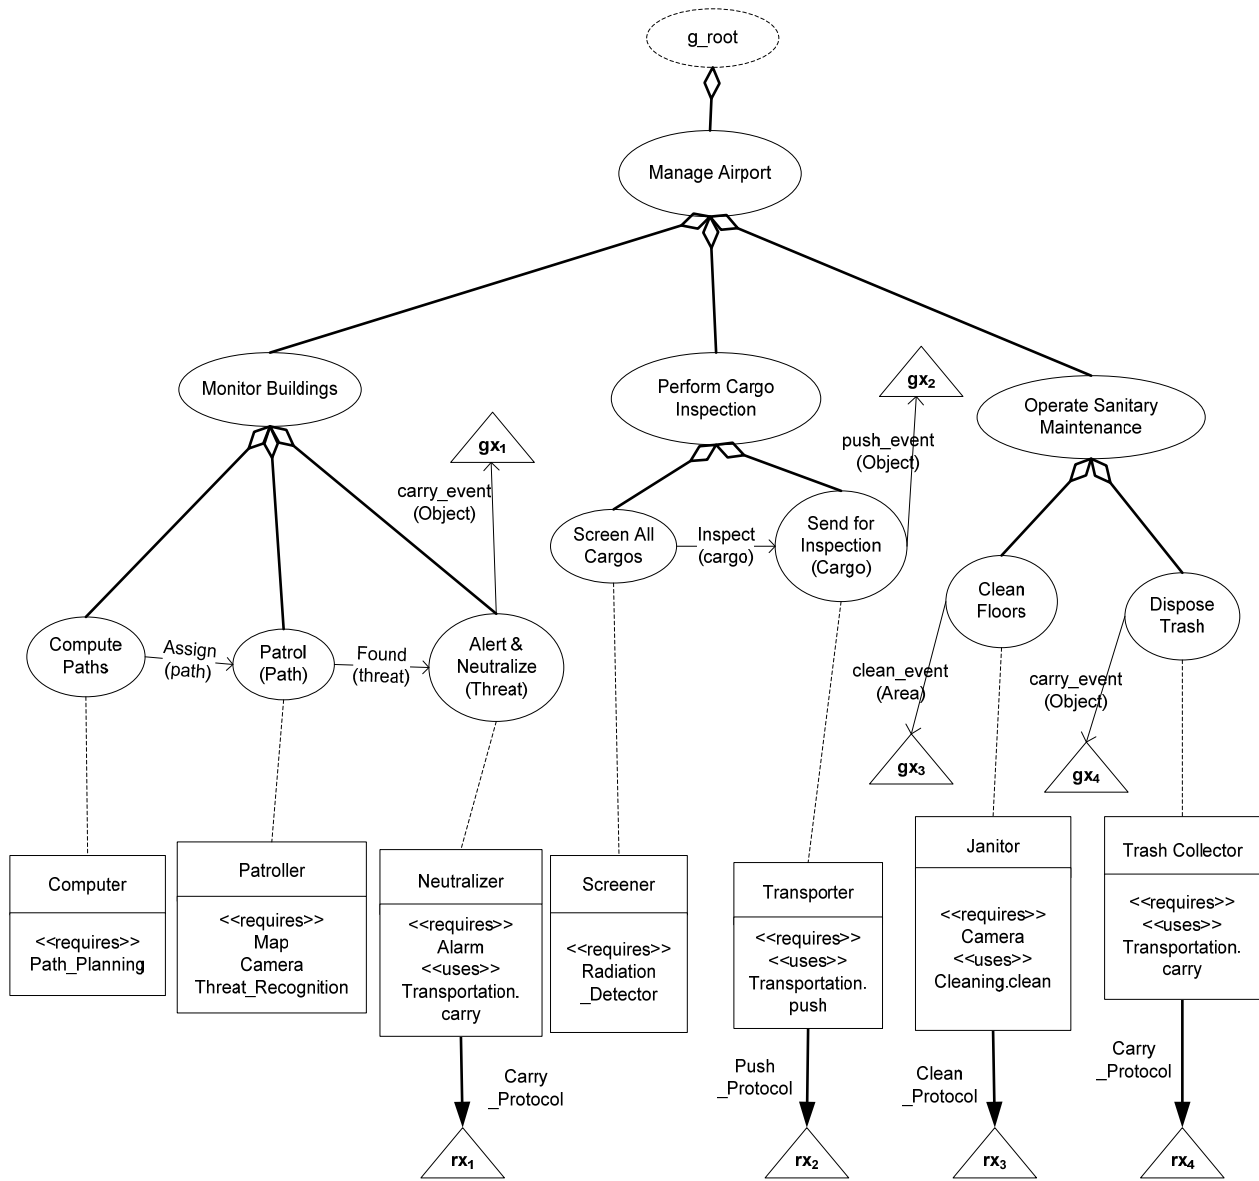 g_root
Manage Airport
Monitor Buildings
Perform Cargo
Inspection
gx₂
Operate Sanitary
Maintenance
gx₁
push_event
(Object)
carry_event
(Object)
Screen All
Cargos
Inspect
(cargo)
Send for
Inspection
(Cargo)
Clean
Floors
Dispose
Trash
Compute
Paths
Assign
(path)
Patrol
(Path)
Found
(threat)
Alert &
Neutralize
(Threat)
clean_event
(Area)
carry_event
(Object)
gx₃
gx₄
Computer
<<requires>>
Path_Planning
Patroller
<<requires>>
Map
Camera
Threat_Recognition
Neutralizer
<<requires>>
Alarm
<<uses>>
Transportation.
carry
Screener
<<requires>>
Radiation
_Detector
Transporter
<<requires>>
<<uses>>
Transportation.
push
Janitor
<<requires>>
Camera
<<uses>>
Cleaning.clean
Trash Collector
<<requires>>
<<uses>>
Transportation.
carry
Carry
_Protocol
Push
_Protocol
Clean
_Protocol
Carry
_Protocol
rx₁
rx₂
rx₃
rx₄